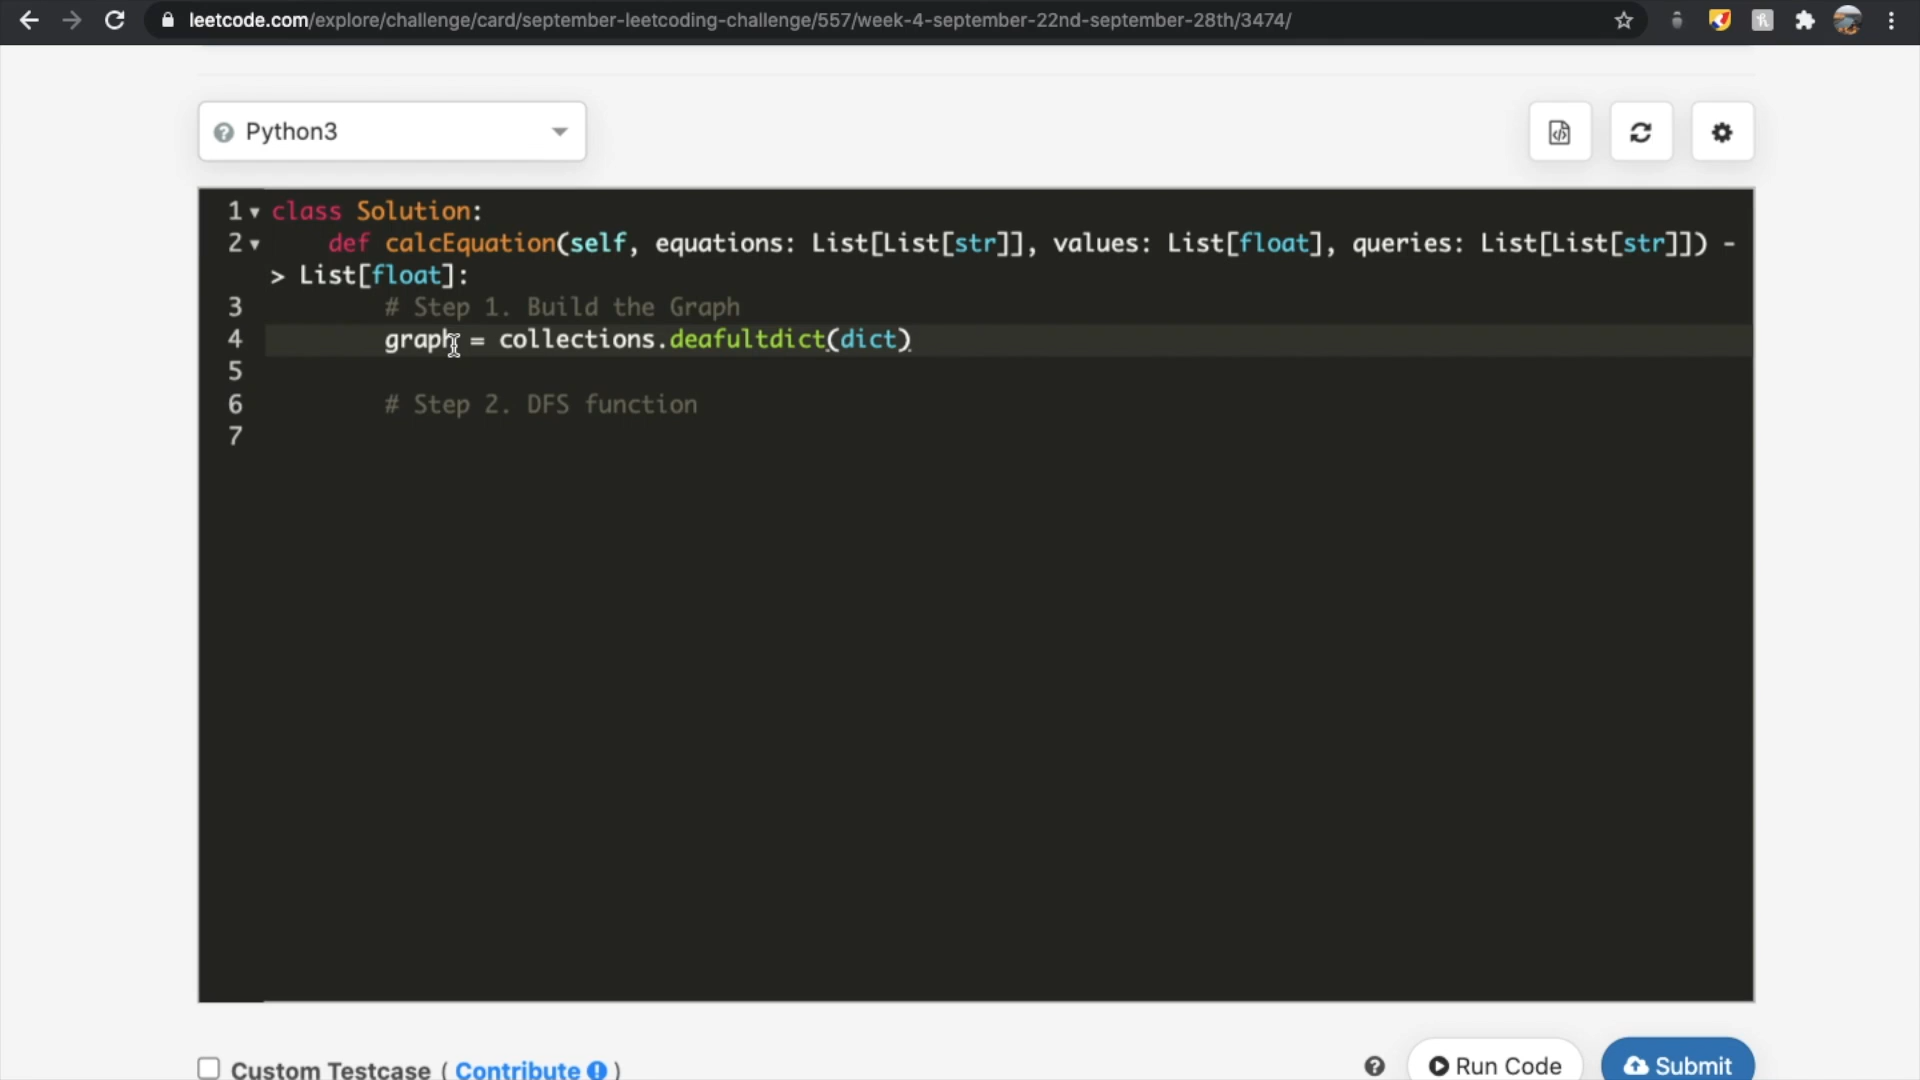 leetcode.com/explore/challenge/card/september-leetcoding-challenge/557/week-4-september-22nd-september-28th/3474/
Python3
1 class Solution:
2 def calcEquation(self, equations: List[List[str]], values: List[float], queries: List[List[str]]) -
> List[float]:
3 # Step 1. Build the Graph
4 graph = collections.deafultdict(dict)
5
6 # Step 2. DFS function
7
Custom Testcase ( Contribute ! )
? Run Code Submit